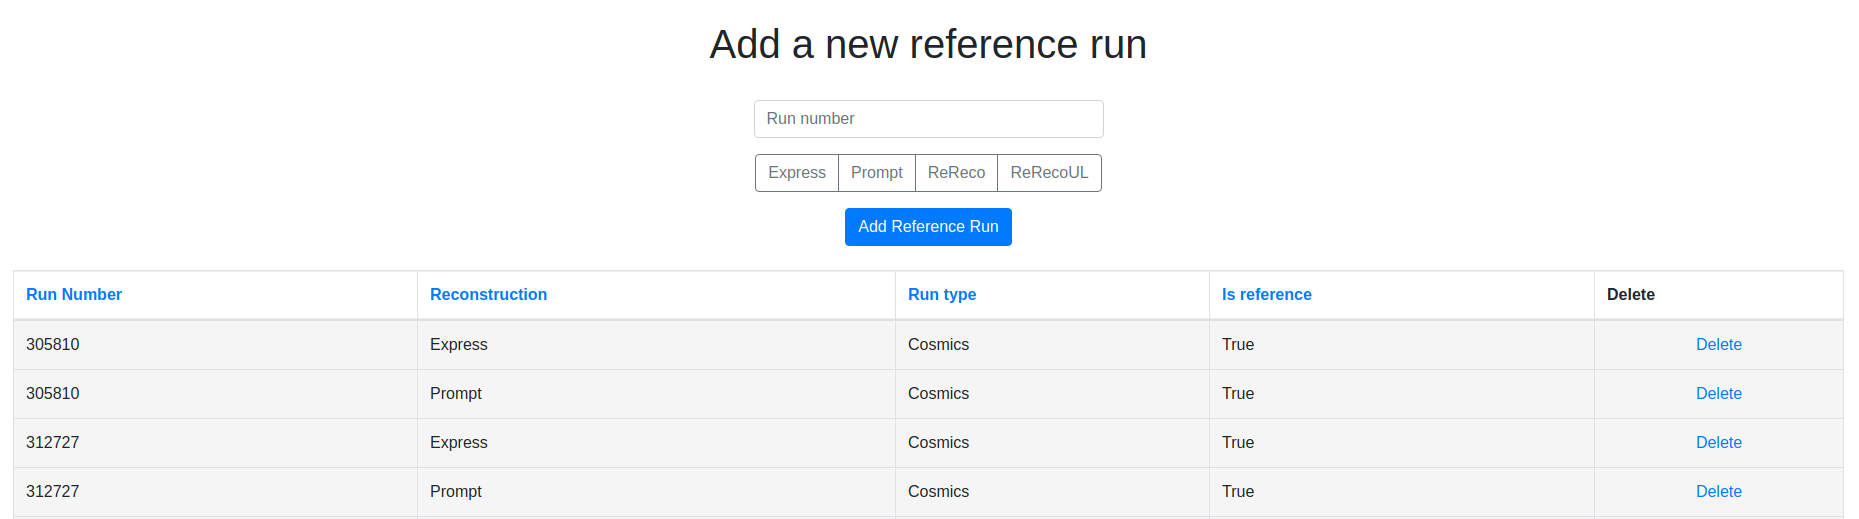 Add a new reference run
Run number
Express Prompt ReReco ReRecoUL
Add Reference Run
Run Number Reconstruction Run type Is reference Delete
305810 Express Cosmics True Delete
305810 Prompt Cosmics True Delete
312727 Express Cosmics True Delete
312727 Prompt Cosmics True Delete